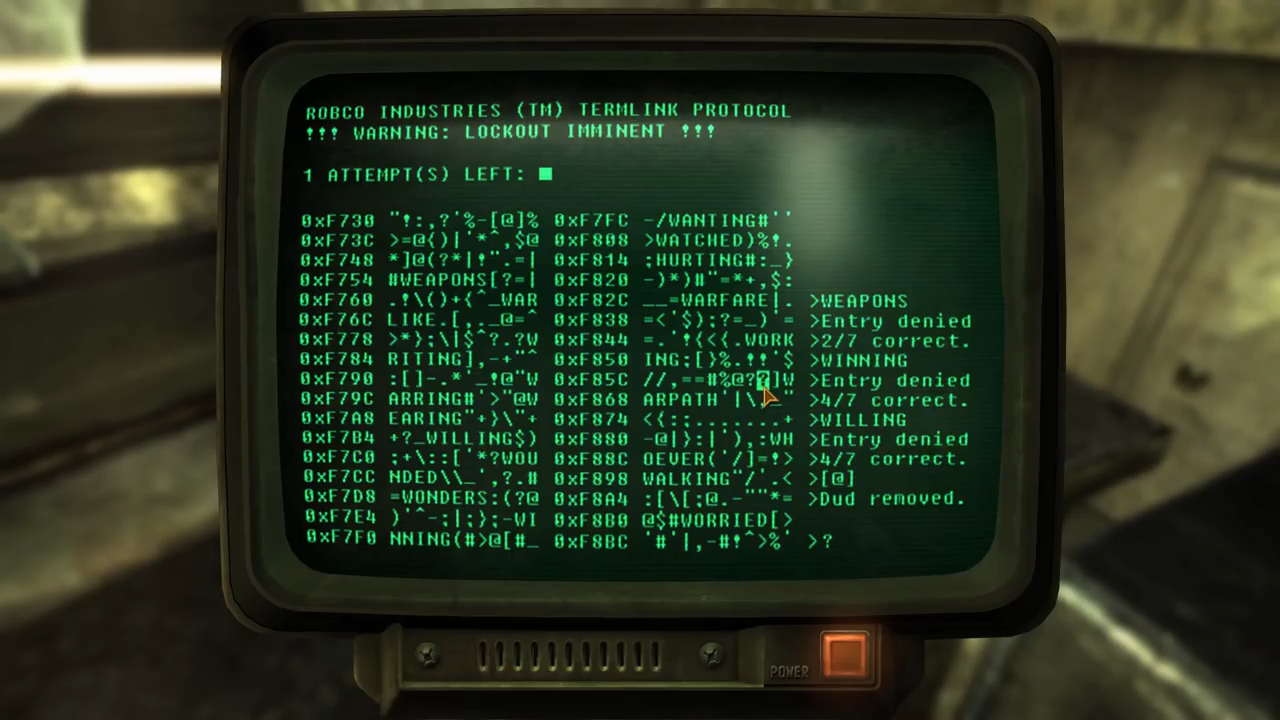 ROBCO INDUSTRIES (TM) TERMLINK PROTOCOL
!!! WARNING: LOCKOUT IMMINENT !!!
1 ATTEMPT(S) LEFT:
0xF730 "!:,?'%-[@]% 0xF7FC -/WANTING#''
0xF73C >=@{)|'*^,$@ 0xF808 >WATCHED)%!.
0xF748 *]@(?*|!".=| 0xF814 :HURTING#:_}
0xF754 #WEAPONS[?=| 0xF820 -)*)#"=*+,$:
0xF760 .!\()+{^_WAR 0xF82C __=WARFARE|. >WEAPONS
0xF76C LIKE.[,._@=^ 0xF838 =<'$);?=_)'= >Entry denied
0xF778 >*};\|$^?.?W 0xF844 =.'!{<{.WORK >2/7 correct.
0xF784 RITING],-+"^ 0xF850 ING:[}%.!!'$ >WINNING
0xF790 :[]-.*'_!@"W 0xF85C //,==#%@??]W >Entry denied
0xF79C ARRING#'>"@W 0xF868 ARPATH'|\," >4/7 correct.
0xF7A8 EARING"+}\"+ 0xF874 <{::.......+ >WILLING
0xF7B4 +?_WILLING$) 0xF880 -@|}:|'),:WH >Entry denied
0xF7C0 ;+\::['*?WOU 0xF88C OEVER('/]=!> >4/7 correct.
0xF7CC NDED\\_',?.# 0xF898 WALKING"/'.< >[@]
0xF7D8 =WONDERS:(?@ 0xF8A4 :[\[;@.-""*= >Dud removed.
0xF7E4 )'^-;|;};-WI 0xF8B0 @$#WORRIED[>
0xF7F0 NNING(#>@[#_ 0xF8BC '#'|,-#!^>%' >?
POWER